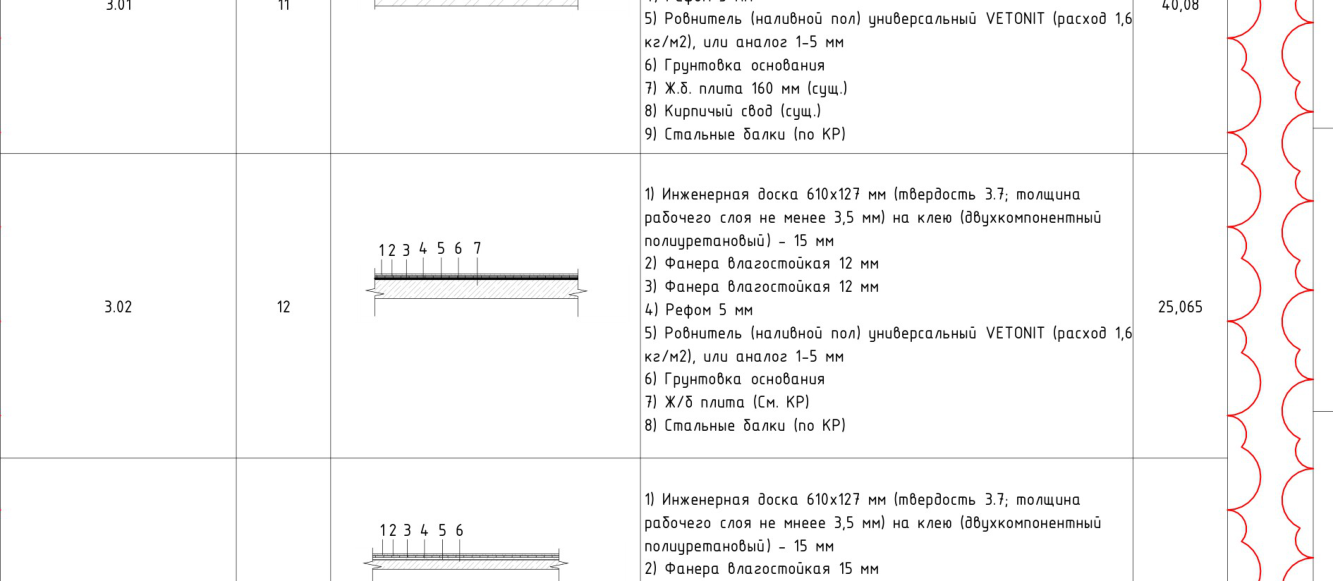 3.01
11
40,08
5) Ровнитель (наливной пол) универсальный VETONIT (расход 1,6
кг/м2), или аналог 1-5 мм
6) Грунтовка основания
7) Ж.б. плита 160 мм (сущ.)
8) Кирпичый свод (сущ.)
9) Стальные балки (по КР)
3.02
12
1 2 3 4 5 6 7
1) Инженерная доска 610х127 мм (твердость 3.7; толщина
рабочего слоя не менее 3,5 мм) на клею (двухкомпонентный
полиуретановый) - 15 мм
2) Фанера влагостойкая 12 мм
3) Фанера влагостойкая 12 мм
4) Рефом 5 мм
5) Ровнитель (наливной пол) универсальный VETONIT (расход 1,6
кг/м2), или аналог 1-5 мм
6) Грунтовка основания
7) Ж/б плита (См. КР)
8) Стальные балки (по КР)
25,065
1 2 3 4 5 6
1) Инженерная доска 610х127 мм (твердость 3.7; толщина
рабочего слоя не мнеее 3,5 мм) на клею (двухкомпонентный
полиуретановый) - 15 мм
2) Фанера влагостойкая 15 мм